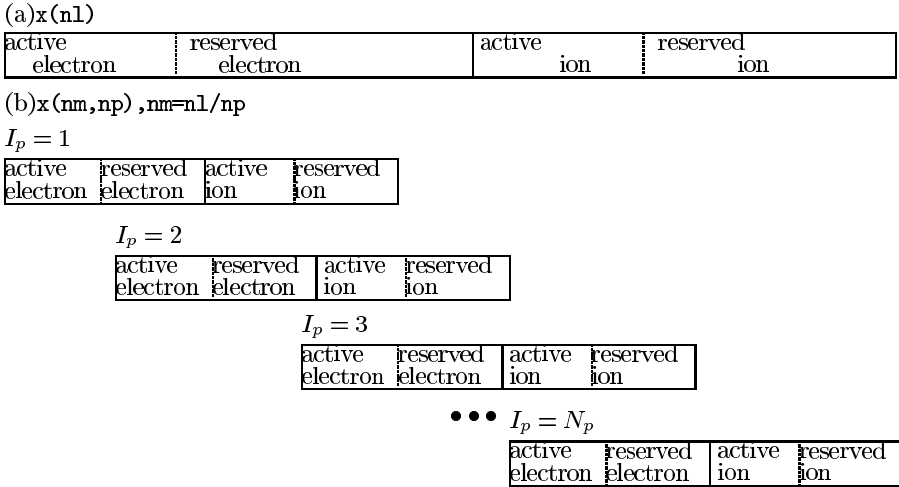 (a)x(nl)
active reserved active reserved
electron electron ion ion
(b)x(nm,np),nm=nl/np
I_p = 1
active reserved active reserved
electron electron ion ion
I_p = 2
active reserved active reserved
electron electron ion ion
I_p = 3
active reserved active reserved
electron electron ion ion
••• I_p = N_p
active reserved active reserved
electron electron ion ion